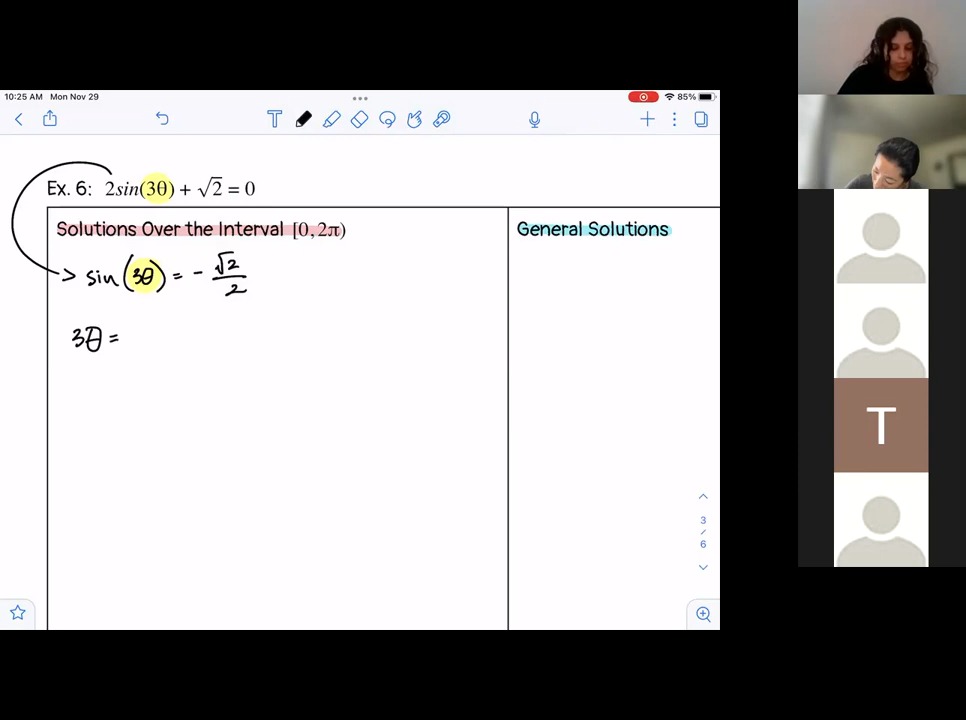 10:25 AM Mon Nov 29
85%
T
Ex. 6: 2sin(3θ) + √2 = 0
Solutions Over the Interval [0, 2π)
General Solutions
> sin(3θ) = - √2/2
3θ =
3
/
6
T